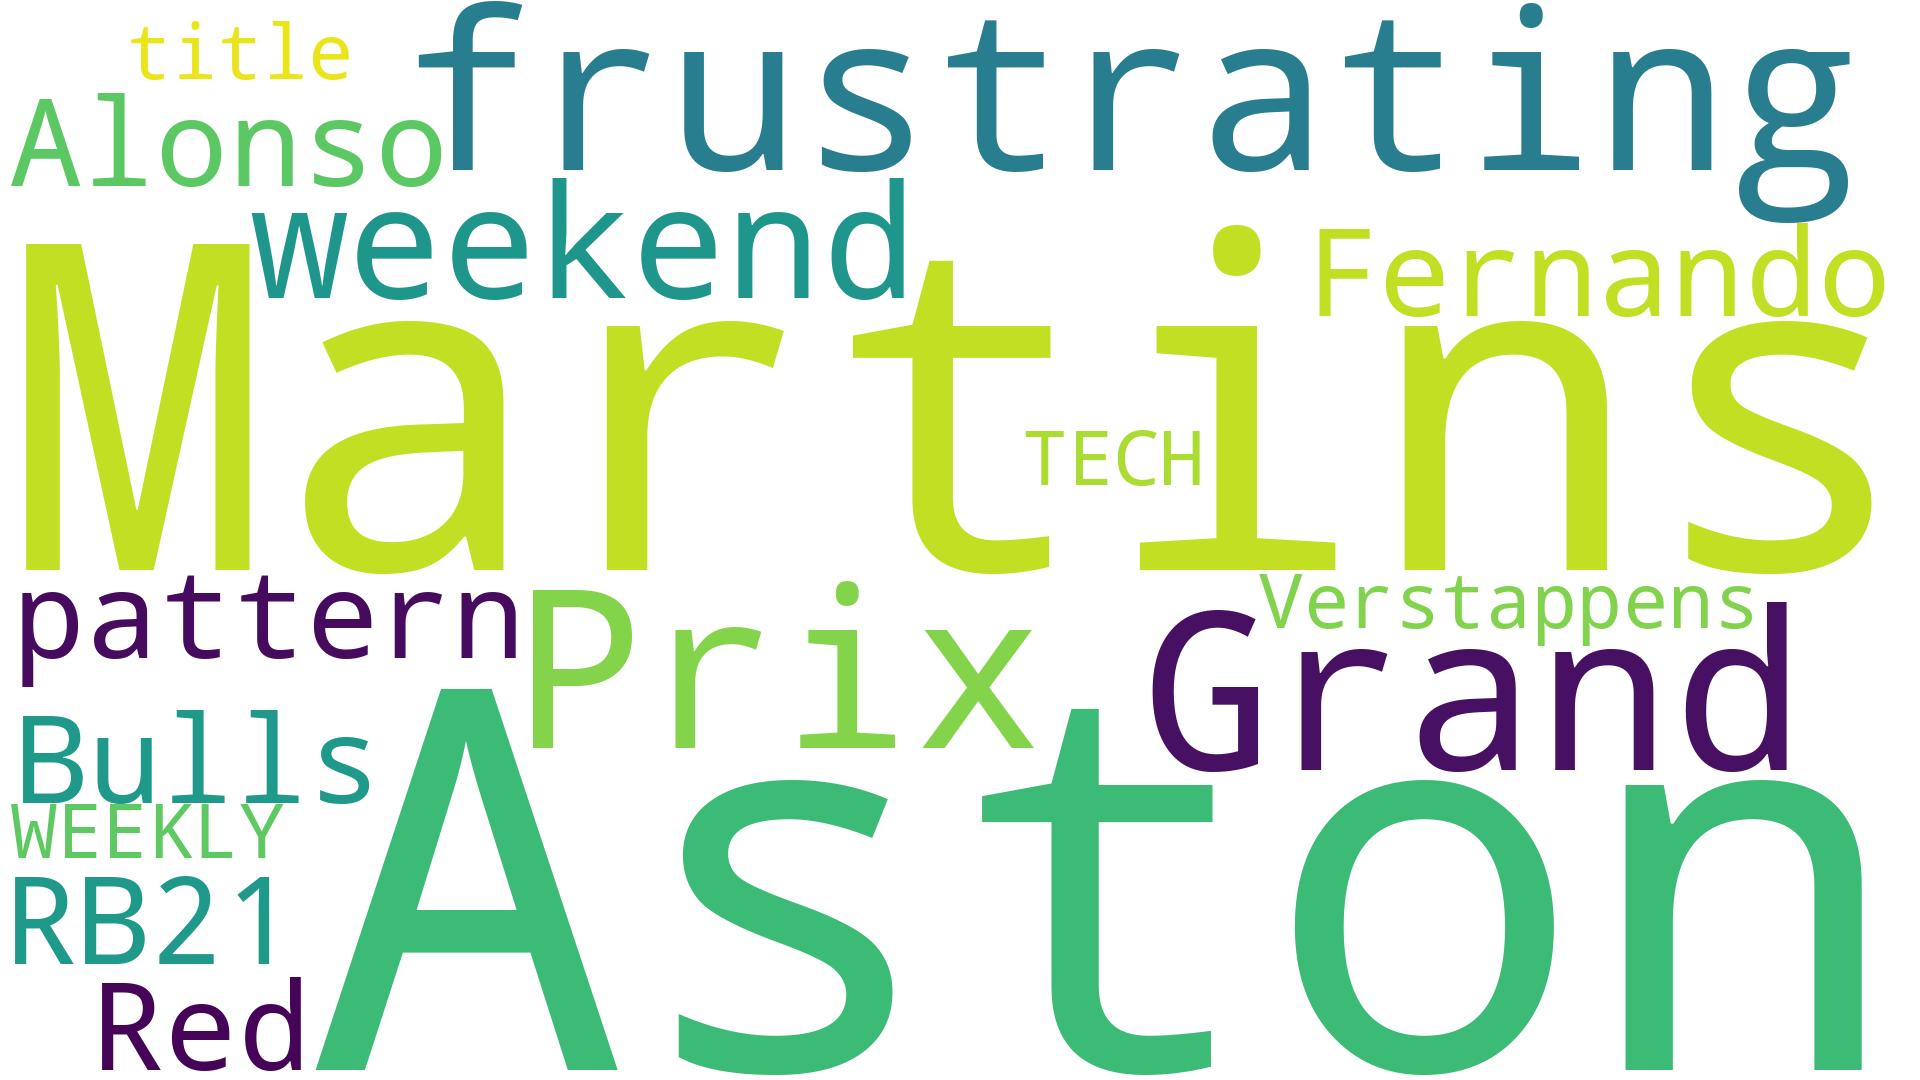 title
frustrating
Alonso
weekend
Fernando
Martins
TECH
pattern
Prix
Verstappens
Grand
Bulls
Aston
WEEKLY
RB21
Red